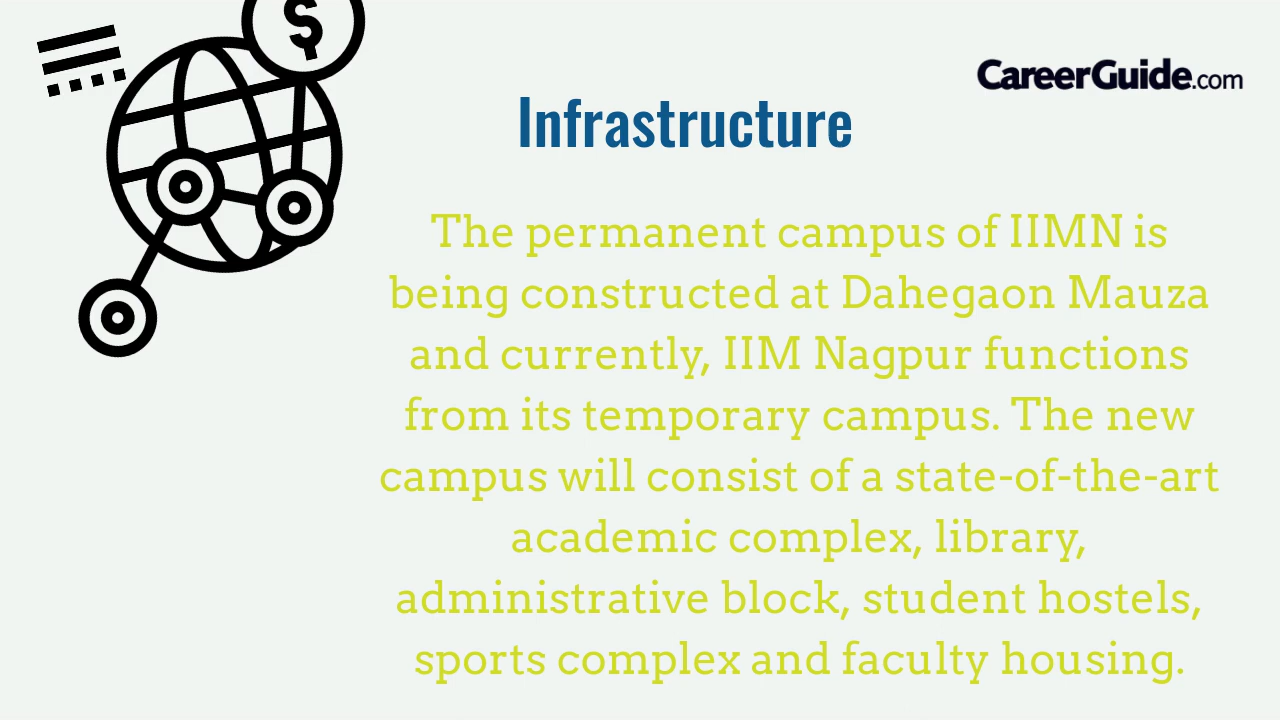 $
CareerGuide.com
Infrastructure
The permanent campus of IIMN is
being constructed at Dahegaon Mauza
and currently, IIM Nagpur functions
from its temporary campus. The new
campus will consist of a state-of-the-art
academic complex, library,
administrative block, student hostels,
sports complex and faculty housing.